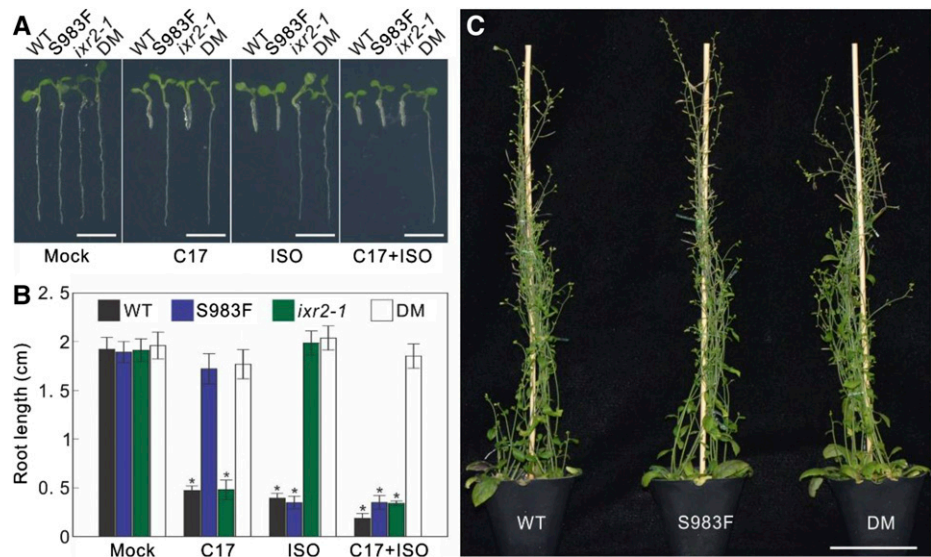 A
WT S983F ixr2-1 DM WT S983F ixr2-1 DM WT S983F ixr2-1 DM WT S983F ixr2-1 DM
Mock C17 ISO C17+ISO
B
2.5
2
1.5
1
0.5
0
Root length (cm)
WT S983F ixr2-1 DM
* * * * * * *
Mock C17 ISO C17+ISO
C
WT S983F DM